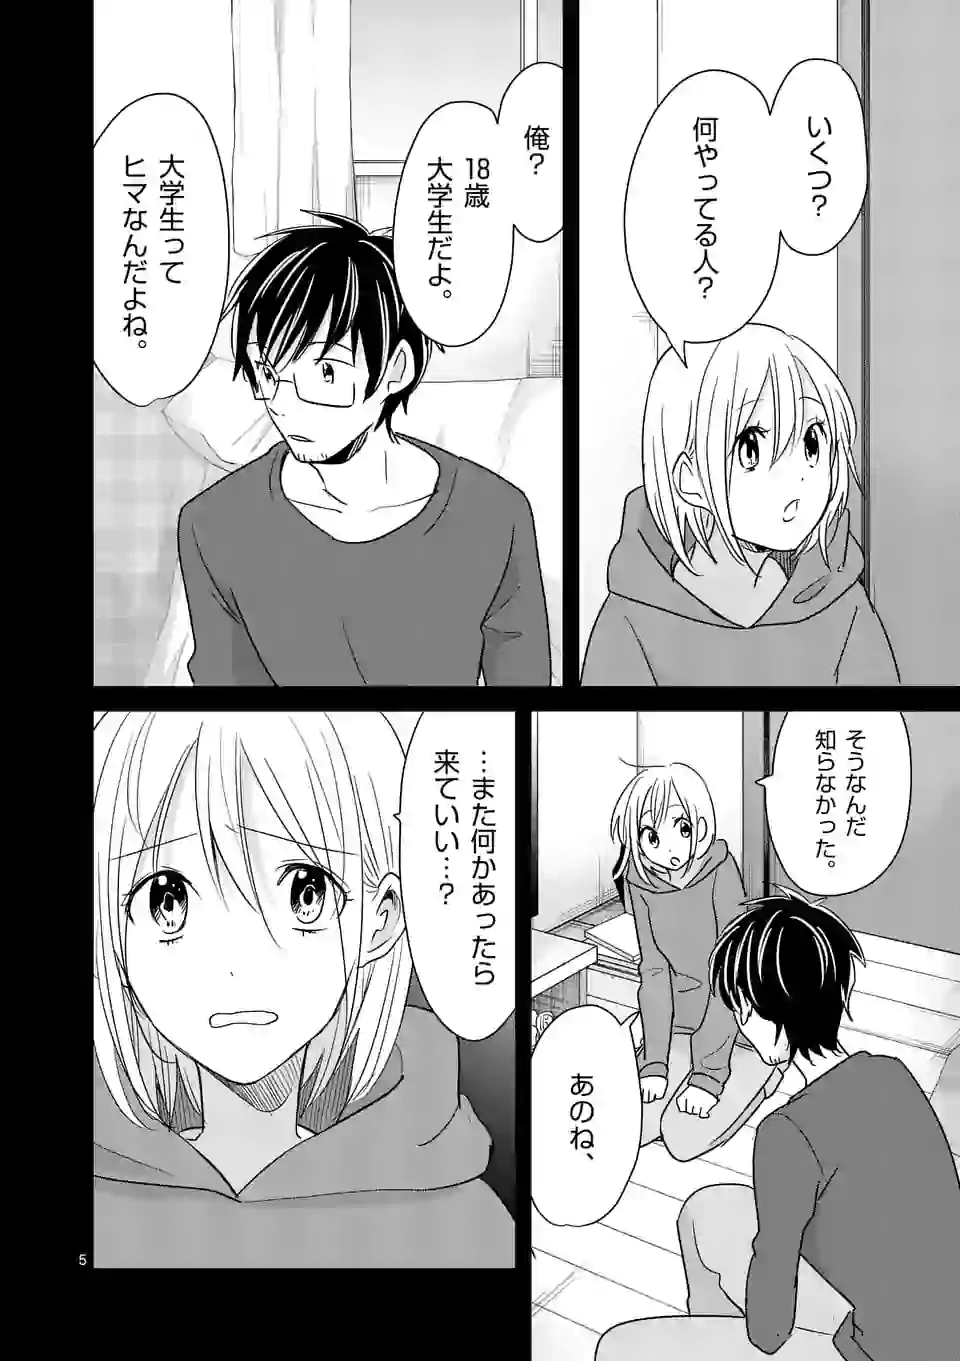 いくつ?
何やってる人?
俺?
18歳
大学生だよ。
大学生って
ヒマなんだよね。
そうなんだ
知らなかった。
あのね、
…また何かあったら
来ていい…?
5